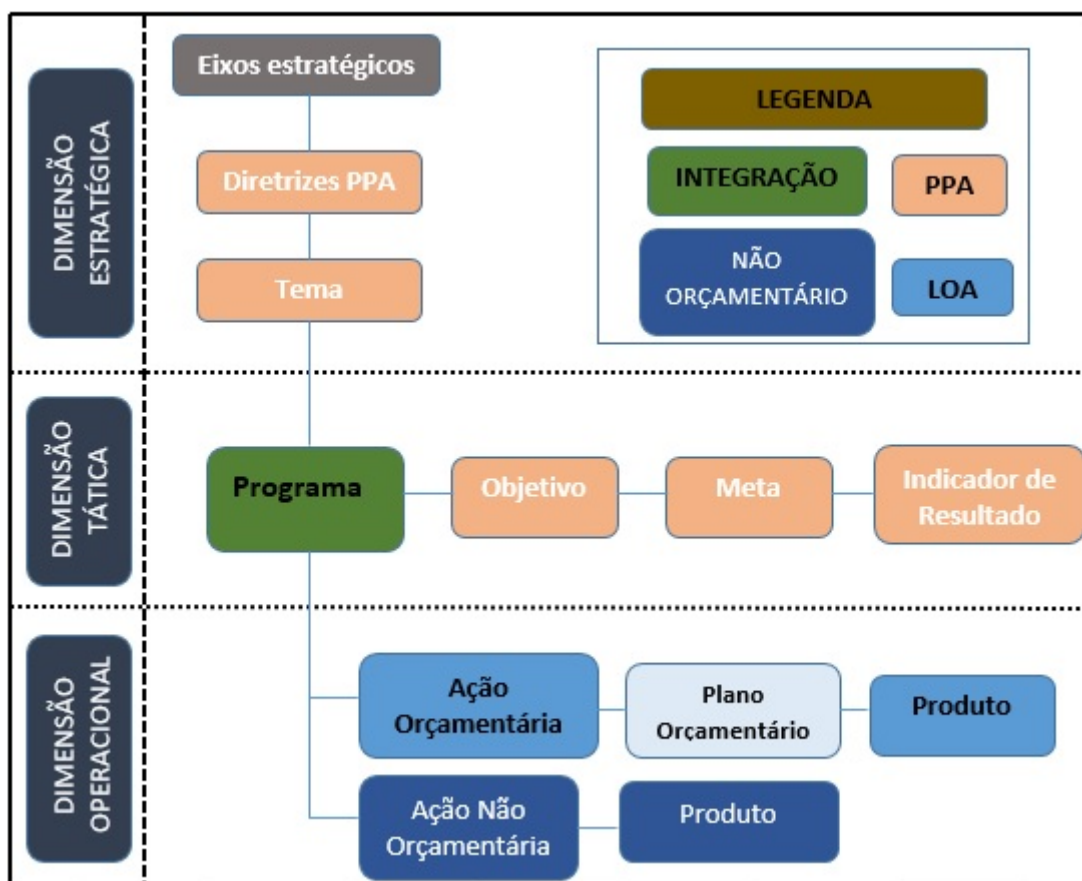 DIMENSÃO
ESTRATÉGICA
Eixos estratégicos
Diretrizes PPA
Tema
LEGENDA
INTEGRAÇÃO
PPA
NÃO
ORÇAMENTÁRIO
LOA
DIMENSÃO
TÁTICA
Programa
Objetivo
Meta
Indicador de
Resultado
DIMENSÃO
OPERACIONAL
Ação
Orçamentária
Plano
Orçamentário
Produto
Ação Não
Orçamentária
Produto